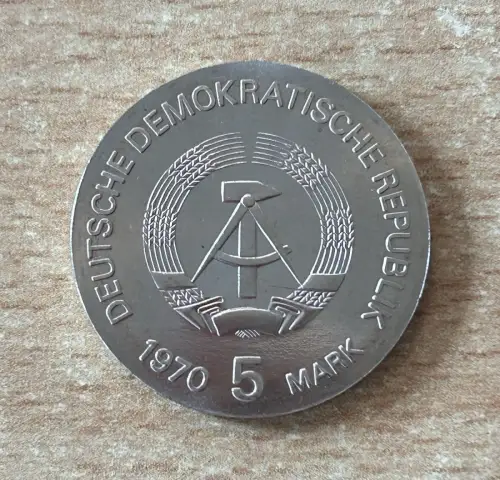 DEUTSCHE DEMOKRATISCHE REPUBLIK
1970 5 MARK